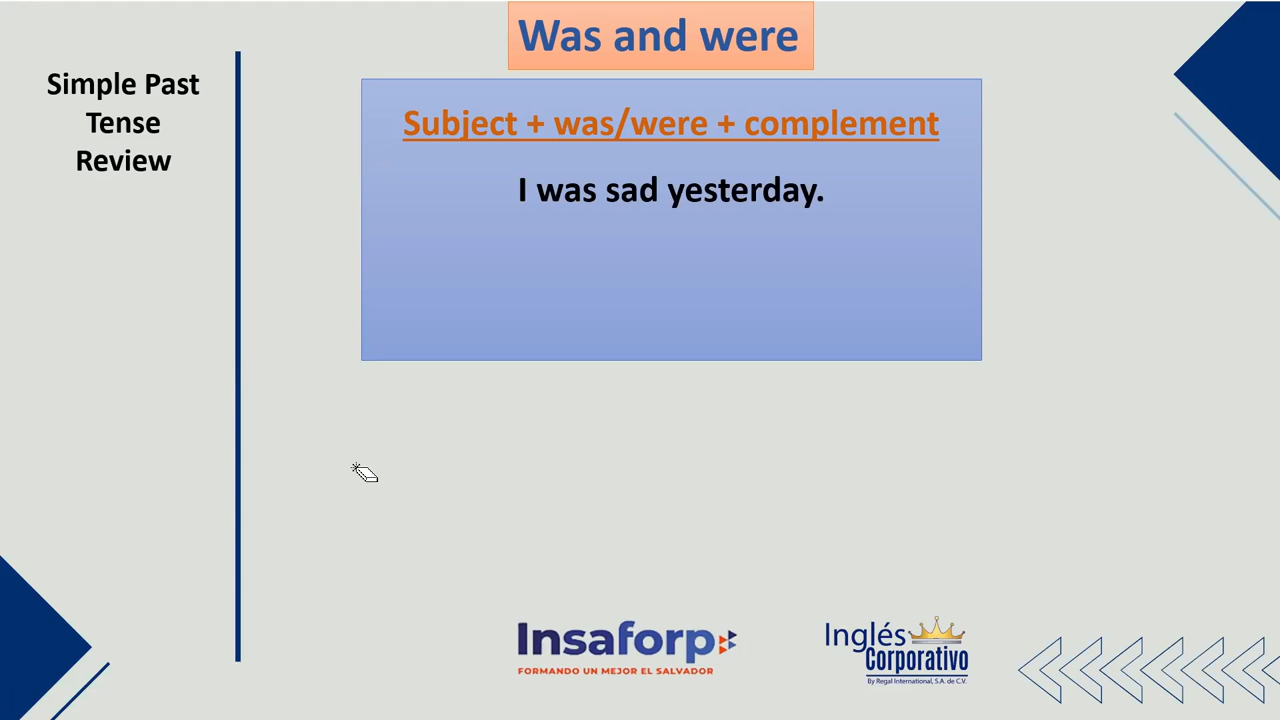 Was and were
Simple Past
Tense
Review
Subject + was/were + complement
I was sad yesterday.
Insaforp
FORMANDO UN MEJOR EL SALVADOR
Inglés
Corporativo
By Regal International, S.A. de C.V.